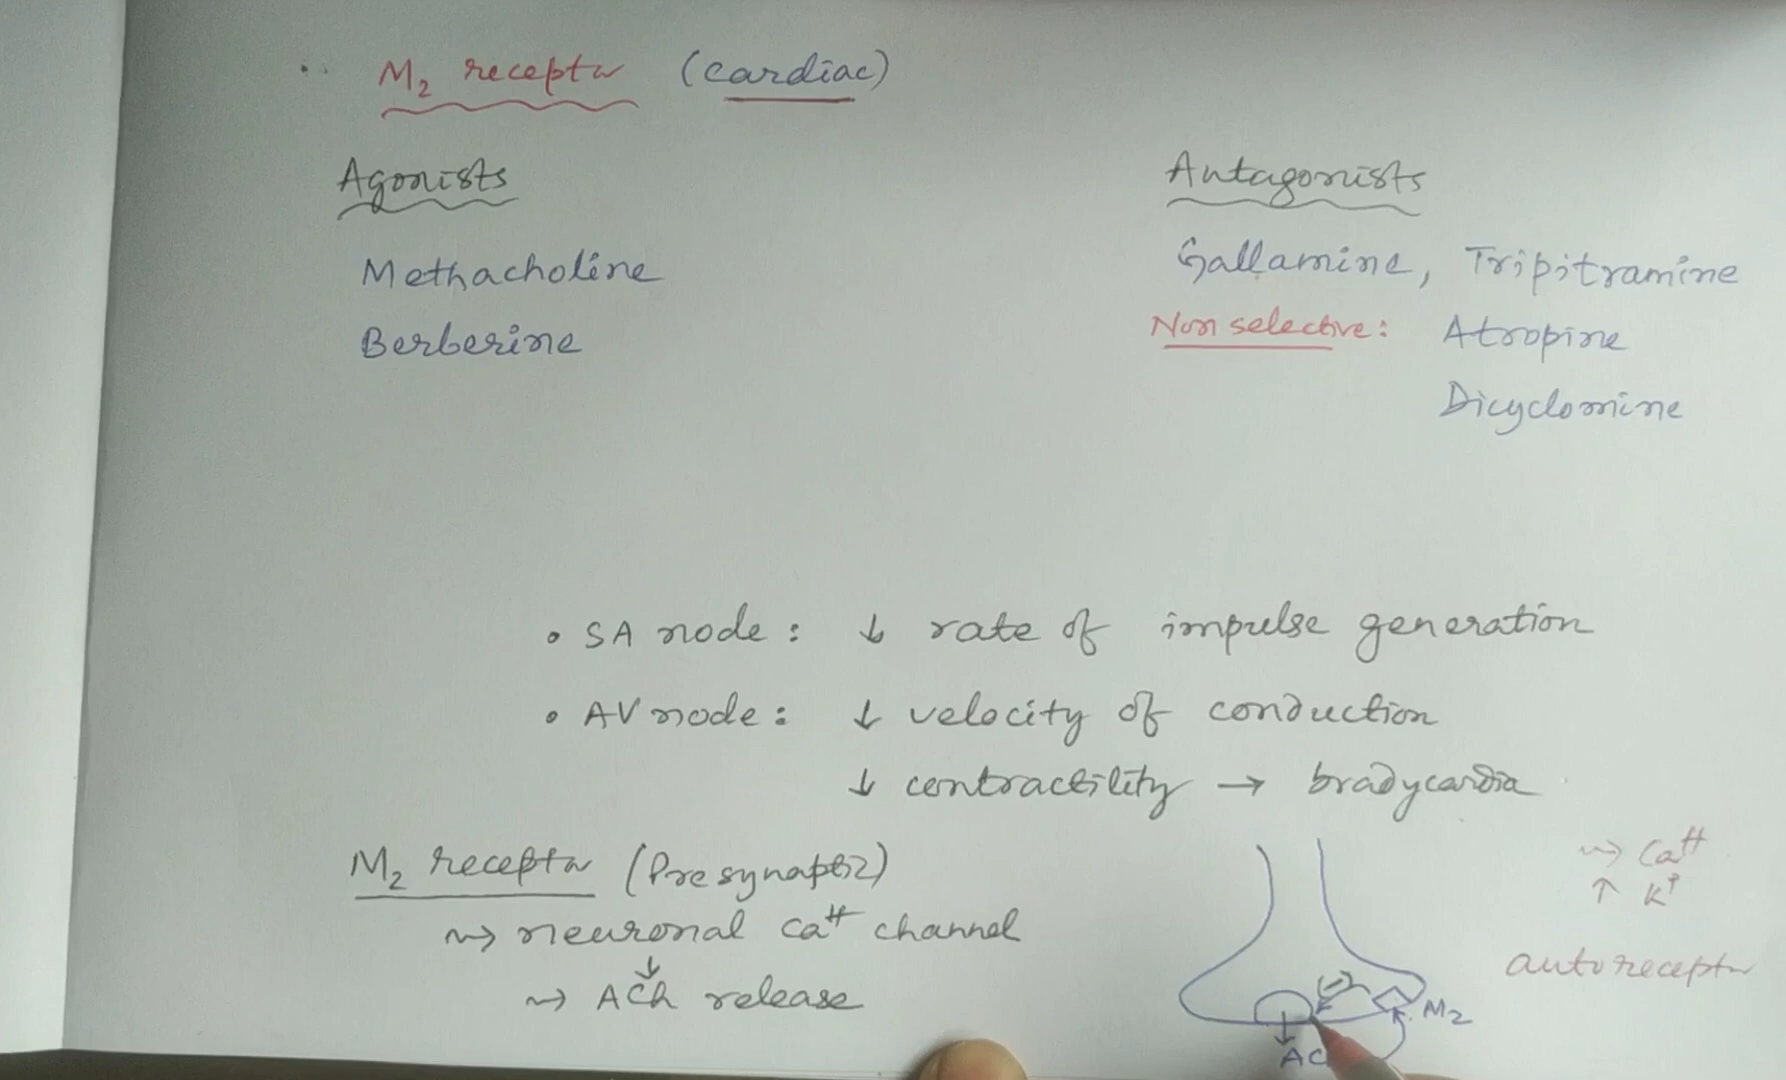 M2 receptor (cardiac)
Agonists
Antagonists
Methacholine
Gallamine, Tripitramine
Berberine
Non selective: Atropine
Dicyclomine
• SA node: ↓ rate of impulse generation
• AV node: ↓ velocity of conduction
↓ contractility → bradycardia
M2 receptor (Presynaptic)
⇝ neuronal Ca++ channel
↓
⇝ ACh release
⇝ Ca++
↑ K+
autoreceptor
(-)
M2
AC